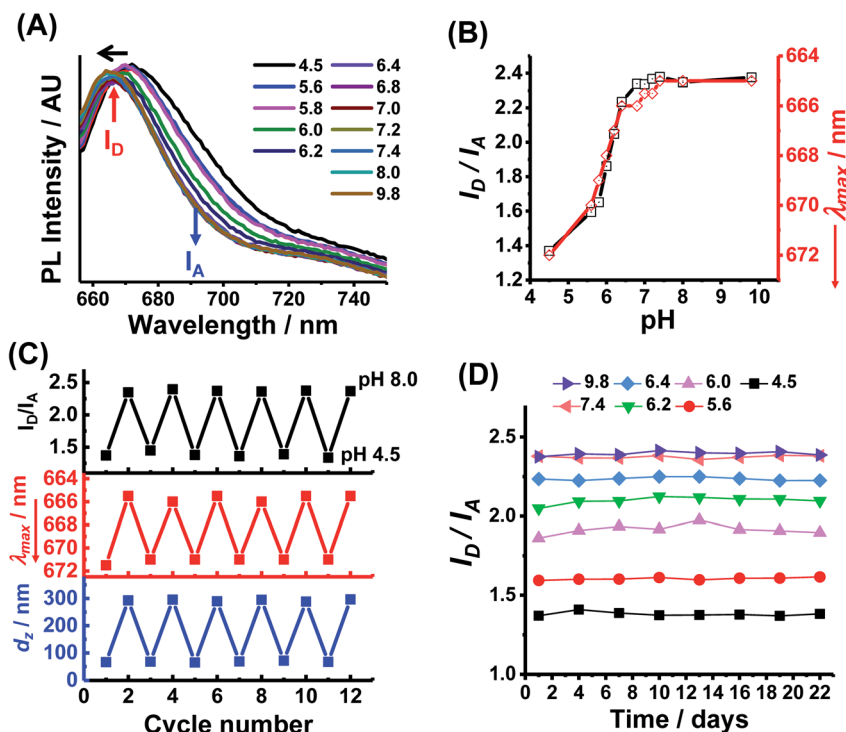 (A)
PL Intensity / AU
4.5 6.4
5.6 6.8
5.8 7.0
6.0 7.2
6.2 7.4
8.0
9.8
I_D
I_A
660 680 700 720 740
Wavelength / nm
(B)
I_D / I_A
2.4
2.2
2.0
1.8
1.6
1.4
1.2
664
666
668
670
672
λmax / nm
4 5 6 7 8 9 10
pH
(C)
I_D/I_A
2.5
2.0
1.5
pH 8.0
pH 4.5
λmax / nm
664
666
668
670
672
d_z / nm
300
200
100
0
0 2 4 6 8 10 12
Cycle number
(D)
9.8 6.4 6.0 4.5
7.4 6.2 5.6
I_D / I_A
2.5
2.0
1.5
1.0
0 2 4 6 8 10 12 14 16 18 20 22
Time / days